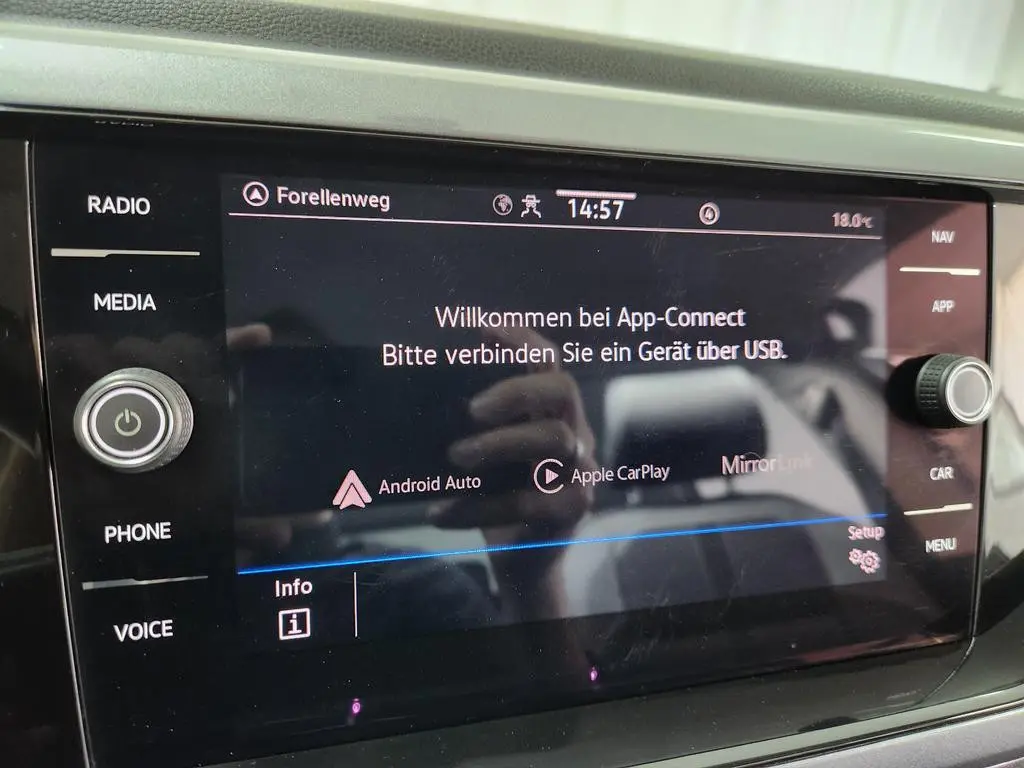 RADIO
MEDIA
PHONE
VOICE
Forellenweg
14:57
4
18.0°C
Willkommen bei App-Connect
Bitte verbinden Sie ein Gerät über USB.
Android Auto
Apple CarPlay
MirrorLink
Setup
Info
i
NAV
APP
CAR
MENU